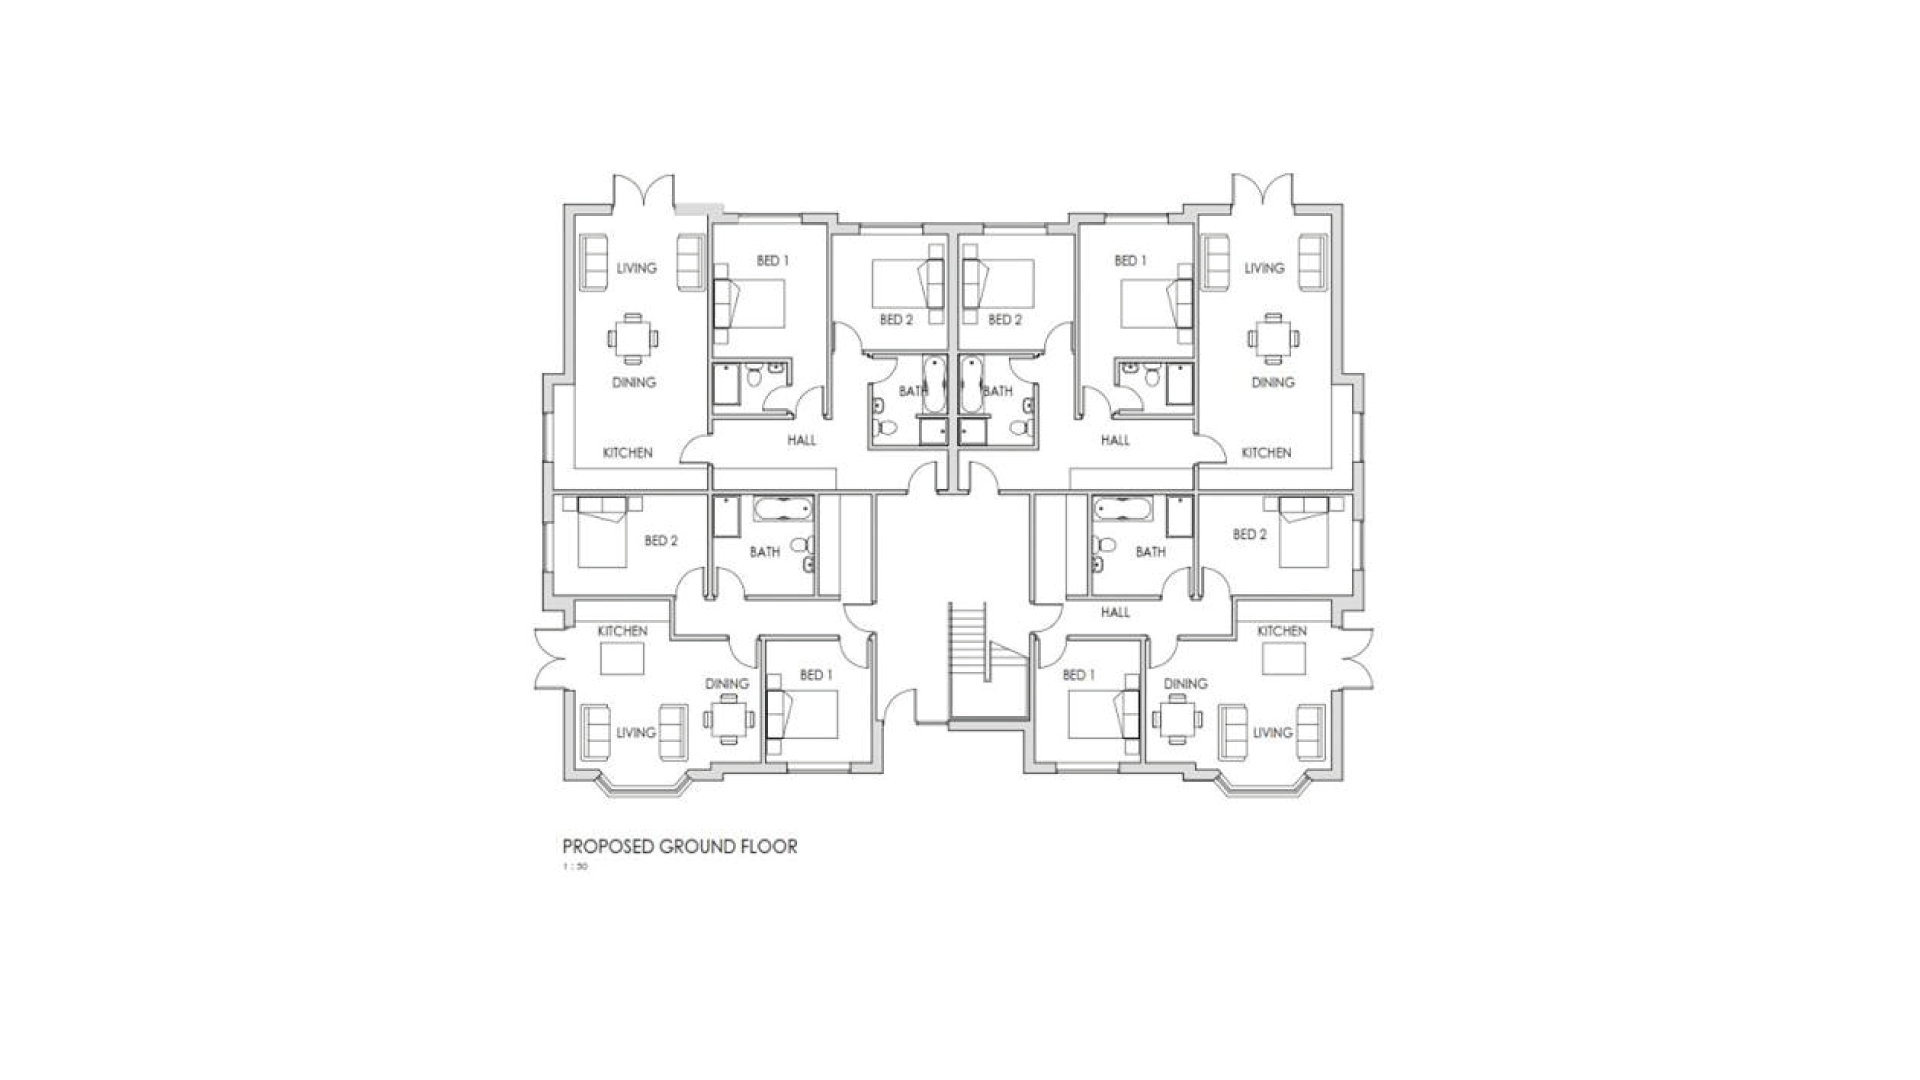 BED 1
BED 1
LIVING
LIVING
BED 2
BED 2
DINING
DINING
BATH
BATH
HALL
HALL
KITCHEN
KITCHEN
BED 2
BED 2
BATH
BATH
HALL
KITCHEN
KITCHEN
BED 1
BED 1
DINING
DINING
LIVING
LIVING
PROPOSED GROUND FLOOR
1 : 50